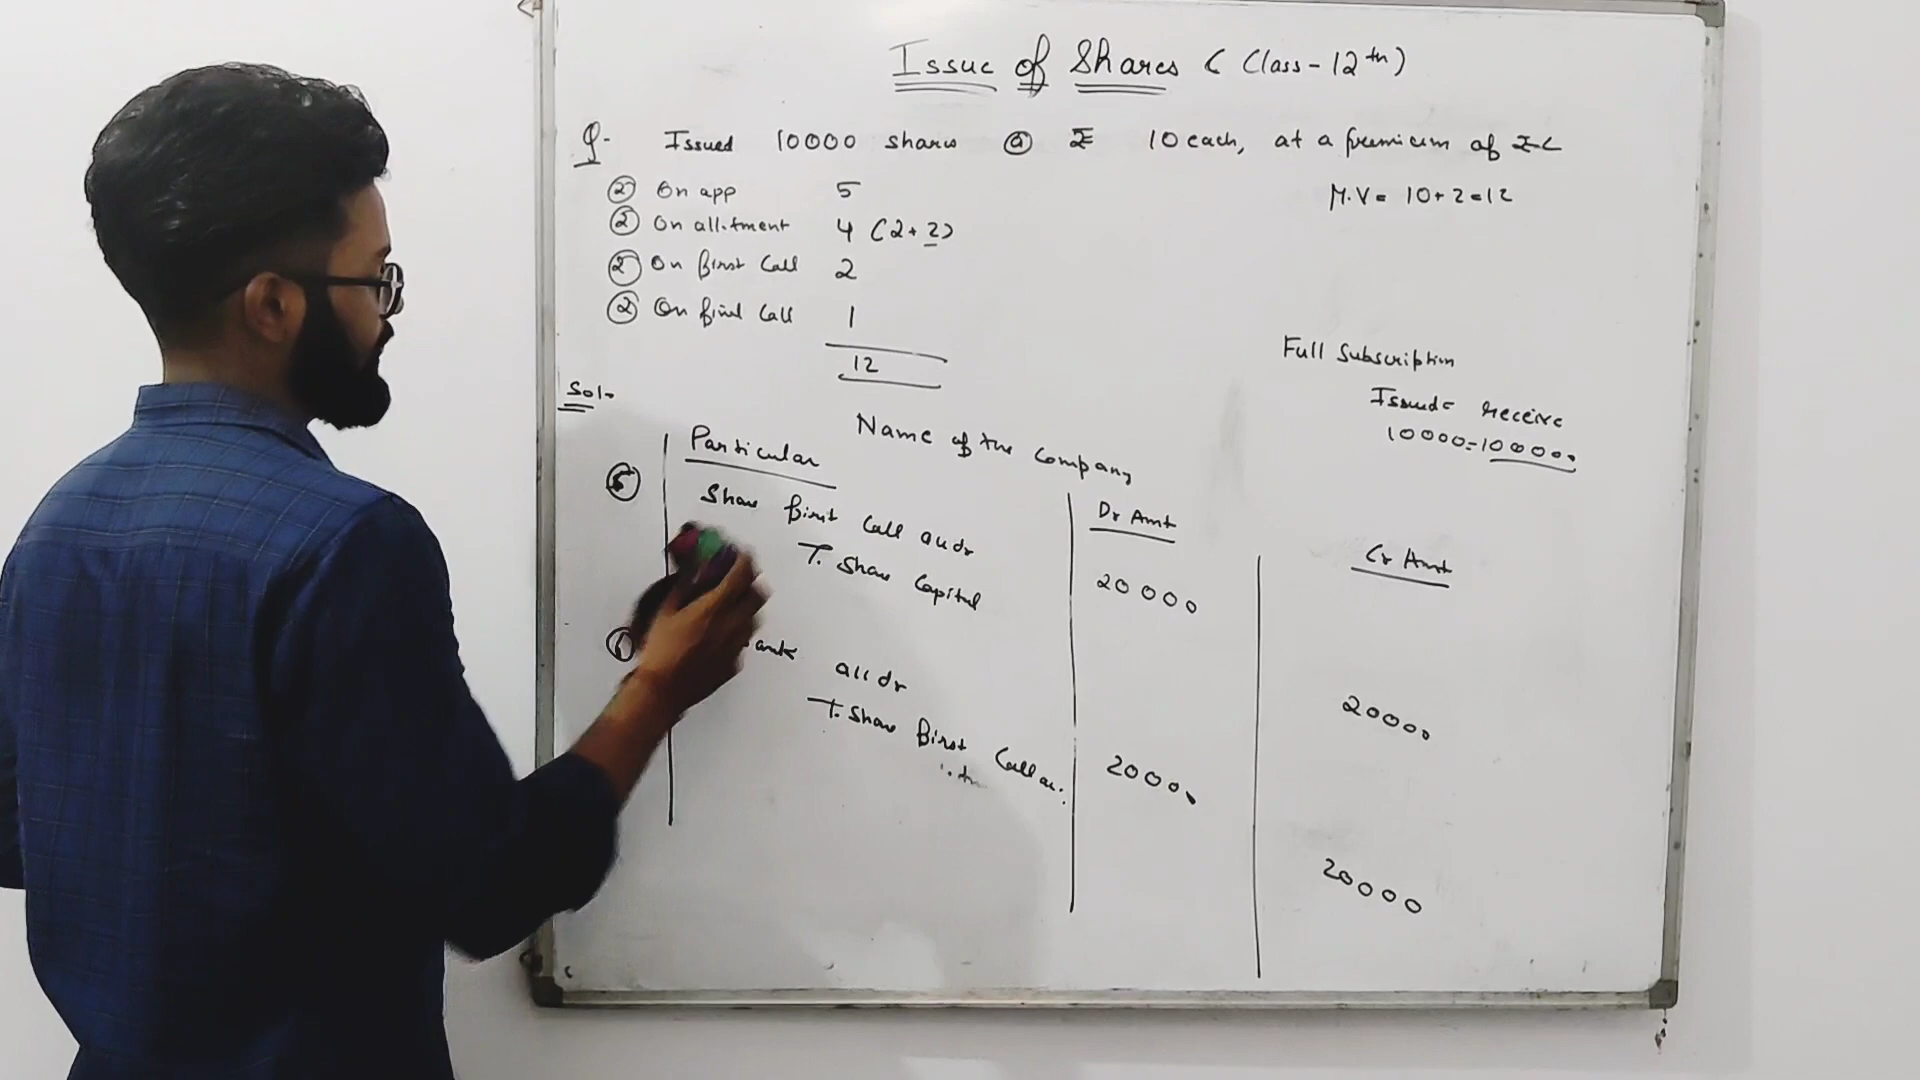 Issue of Shares ( Class - 12th )
Q- Issued 10000 shares @ ₹ 10 each, at a premium of ₹ 2
② On app 5
② On allotment 4 (2+2)
② On first Call 2
② On final Call 1
12
M.V = 10+2=12
Full Subscription
Issued = receive
10000=100000
Sol-
Name of the Company
Particular
Dr Amt
Cr Amt
⑤ Share first Call a/c dr 20000
To Share Capital 20000
⑥ ank a/c dr 20000
To Share first Call a/c 20000